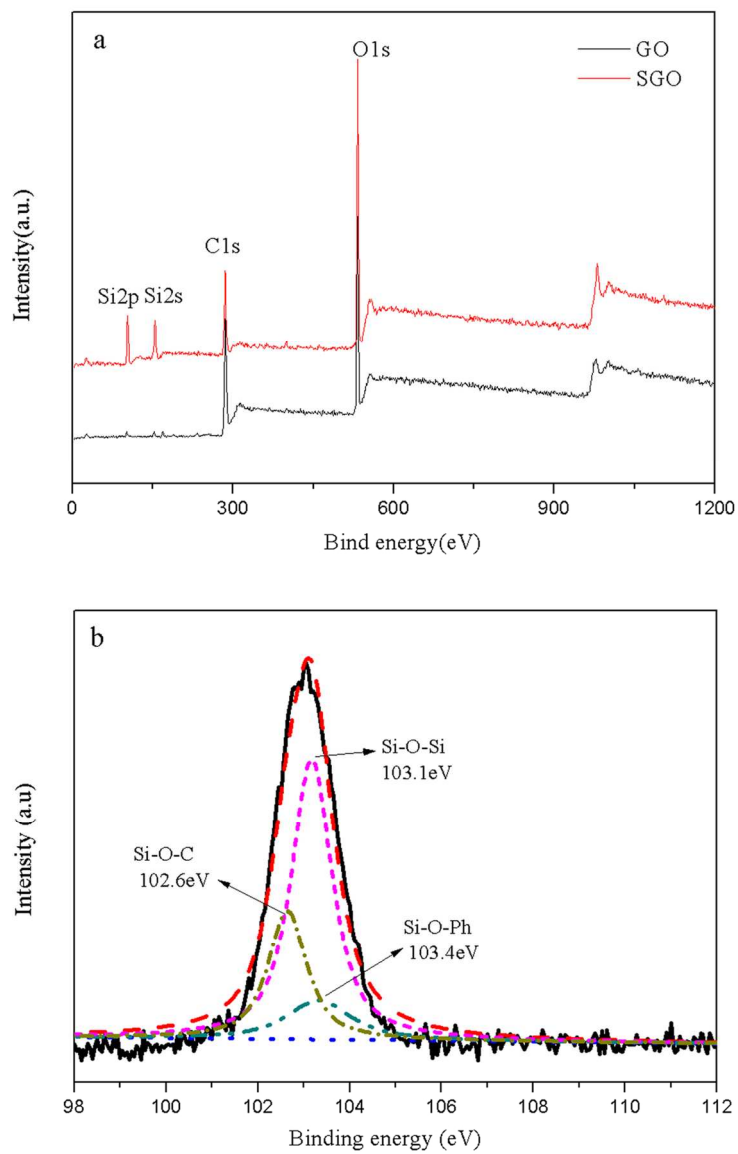 a
O1s
GO
SGO
C1s
Si2p
Si2s
Intensity(a.u.)
0
300
600
900
1200
Bind energy(eV)
b
Si-O-Si
103.1eV
Si-O-C
102.6eV
Si-O-Ph
103.4eV
Intensity (a.u)
98
100
102
104
106
108
110
112
Binding energy (eV)